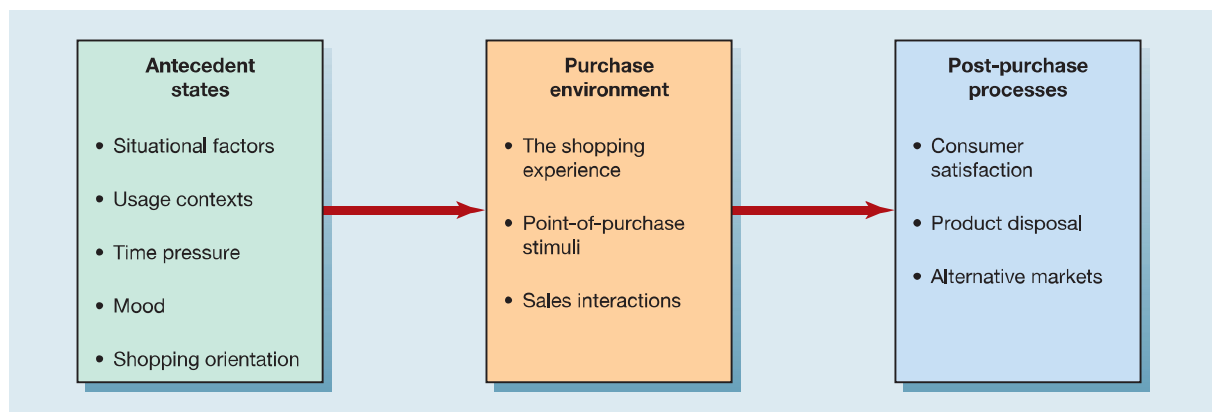 Antecedent
states
• Situational factors
• Usage contexts
• Time pressure
• Mood
• Shopping orientation
Purchase
environment
• The shopping
experience
• Point-of-purchase
stimuli
• Sales interactions
Post-purchase
processes
• Consumer
satisfaction
• Product disposal
• Alternative markets